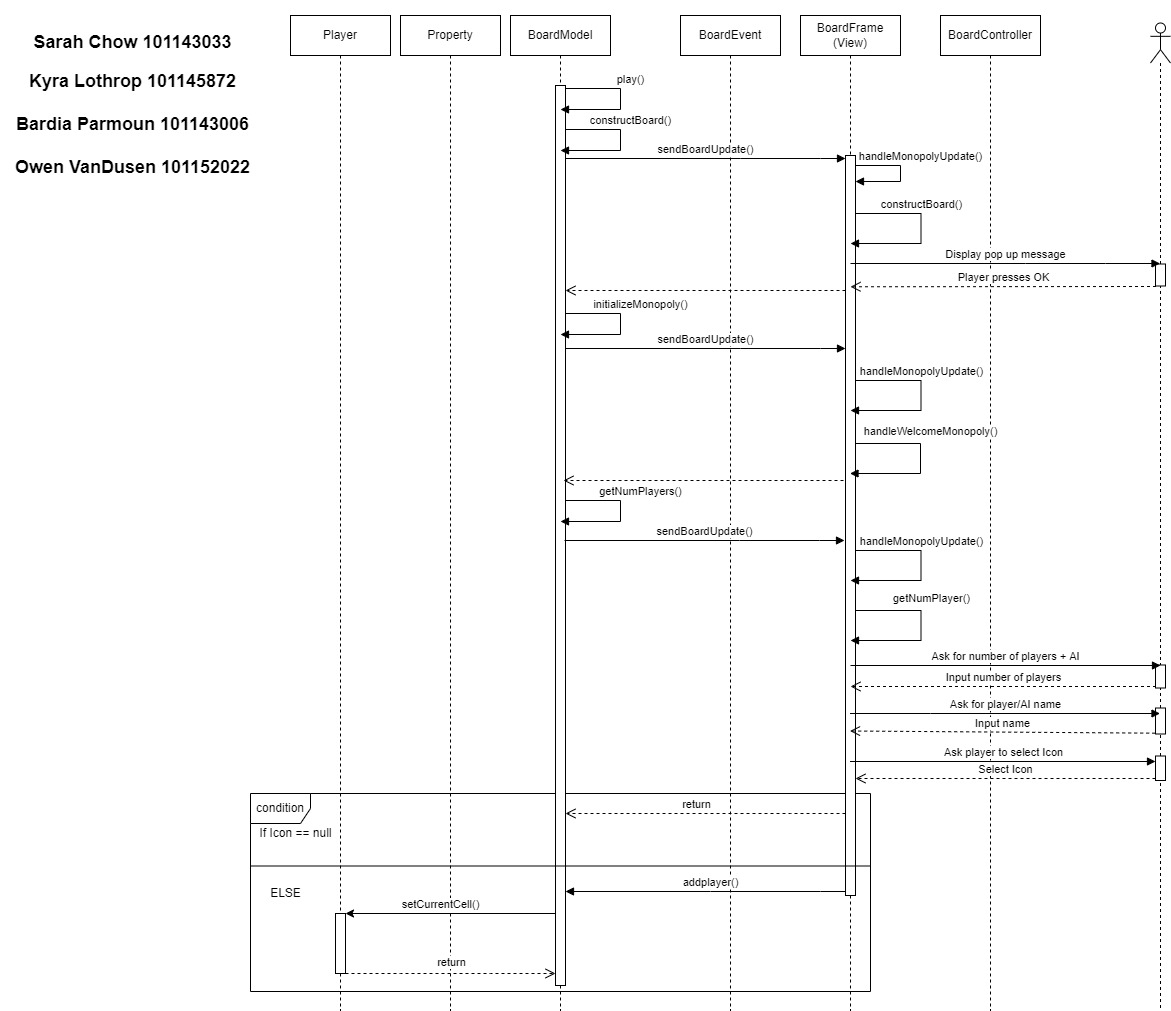 Sarah Chow 101143033
Kyra Lothrop 101145872
Bardia Parmoun 101143006
Owen VanDusen 101152022
Player
Property
BoardModel
BoardEvent
BoardFrame
(View)
BoardController
play()
constructBoard()
sendBoardUpdate()
handleMonopolyUpdate()
constructBoard()
Display pop up message
Player presses OK
initializeMonopoly()
sendBoardUpdate()
handleMonopolyUpdate()
handleWelcomeMonopoly()
getNumPlayers()
sendBoardUpdate()
handleMonopolyUpdate()
getNumPlayer()
Ask for number of players + AI
Input number of players
Ask for player/AI name
Input name
Ask player to select Icon
Select Icon
condition
return
If Icon == null
addplayer()
ELSE
setCurrentCell()
return